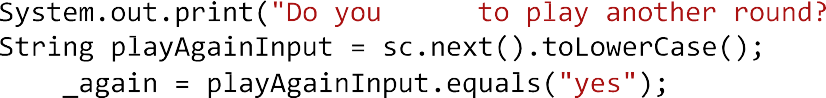 System.out.print("Do you to play another round?
String playAgainInput = sc.next().toLowerCase();
_again = playAgainInput.equals("yes");